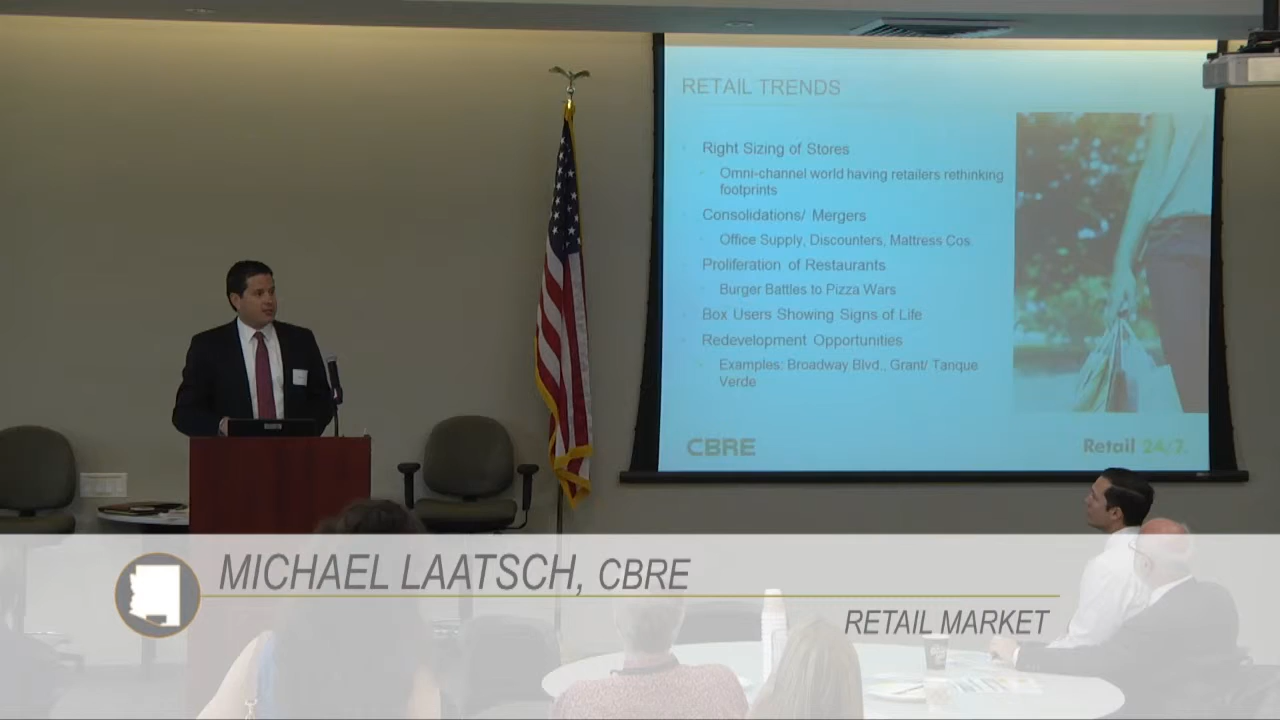 RETAIL TRENDS
Right Sizing of Stores
Omni-channel world having retailers rethinking
footprints
Consolidations/ Mergers
Office Supply, Discounters, Mattress Cos.
Proliferation of Restaurants
Burger Battles to Pizza Wars
Box Users Showing Signs of Life
Redevelopment Opportunities
Examples: Broadway Blvd., Grant/ Tanque
Verde
CBRE
Retail 24/7.
MICHAEL LAATSCH, CBRE
RETAIL MARKET